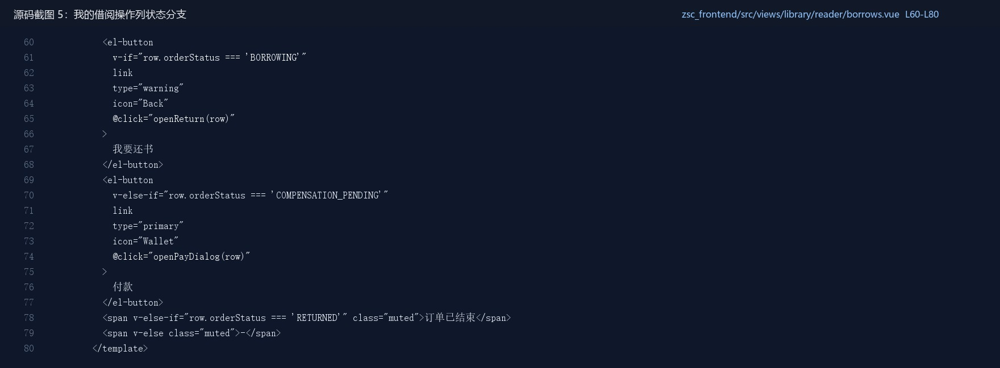 源码截图 5：我的借阅操作列状态分支 zsc_frontend/src/views/library/reader/borrows.vue L60-L80
60 <el-button
61 v-if="row.orderStatus === 'BORROWING'"
62 link
63 type="warning"
64 icon="Back"
65 @click="openReturn(row)"
66 >
67 我要还书
68 </el-button>
69 <el-button
70 v-else-if="row.orderStatus === 'COMPENSATION_PENDING'"
71 link
72 type="primary"
73 icon="Wallet"
74 @click="openPayDialog(row)"
75 >
76 付款
77 </el-button>
78 <span v-else-if="row.orderStatus === 'RETURNED'" class="muted">订单已结束</span>
79 <span v-else class="muted">-</span>
80 </template>